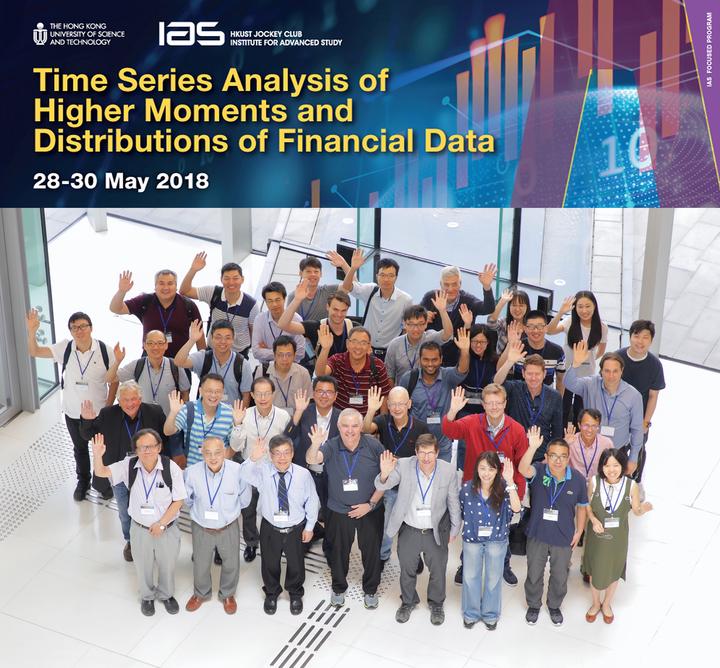 THE HONG KONG
UNIVERSITY OF SCIENCE
AND TECHNOLOGY
IAS
HKUST JOCKEY CLUB
INSTITUTE FOR ADVANCED STUDY
IAS FOCUSED PROGRAM
Time Series Analysis of
Higher Moments and
Distributions of Financial Data
28-30 May 2018
10